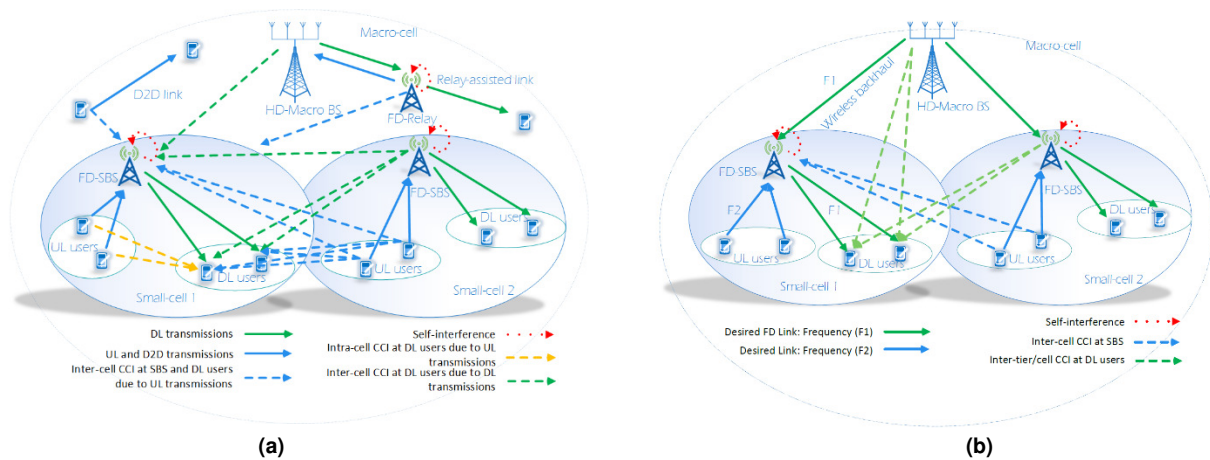 Macro-cell
D2D link
HD-Macro BS
Relay-assisted link
FD-Relay
FD-SBS
FD-SBS
UL users
DL users
UL users
DL users
Small-cell 1
Small-cell 2
DL transmissions
UL and D2D transmissions
Inter-cell CCI at SBS and DL users
due to UL transmissions
Self-interference
Intra-cell CCI at DL users due to UL
transmissions
Inter-cell CCI at DL users due to DL
transmissions
(a)
Macro-cell
F1
Wireless backhaul
HD-Macro BS
FD-SBS
FD-SBS
F2
F1
UL users
DL users
UL users
DL users
Small-cell 1
Small-cell 2
Desired FD Link: Frequency (F1)
Desired Link: Frequency (F2)
Self-interference
Inter-cell CCI at SBS
Inter-tier/cell CCI at DL users
(b)